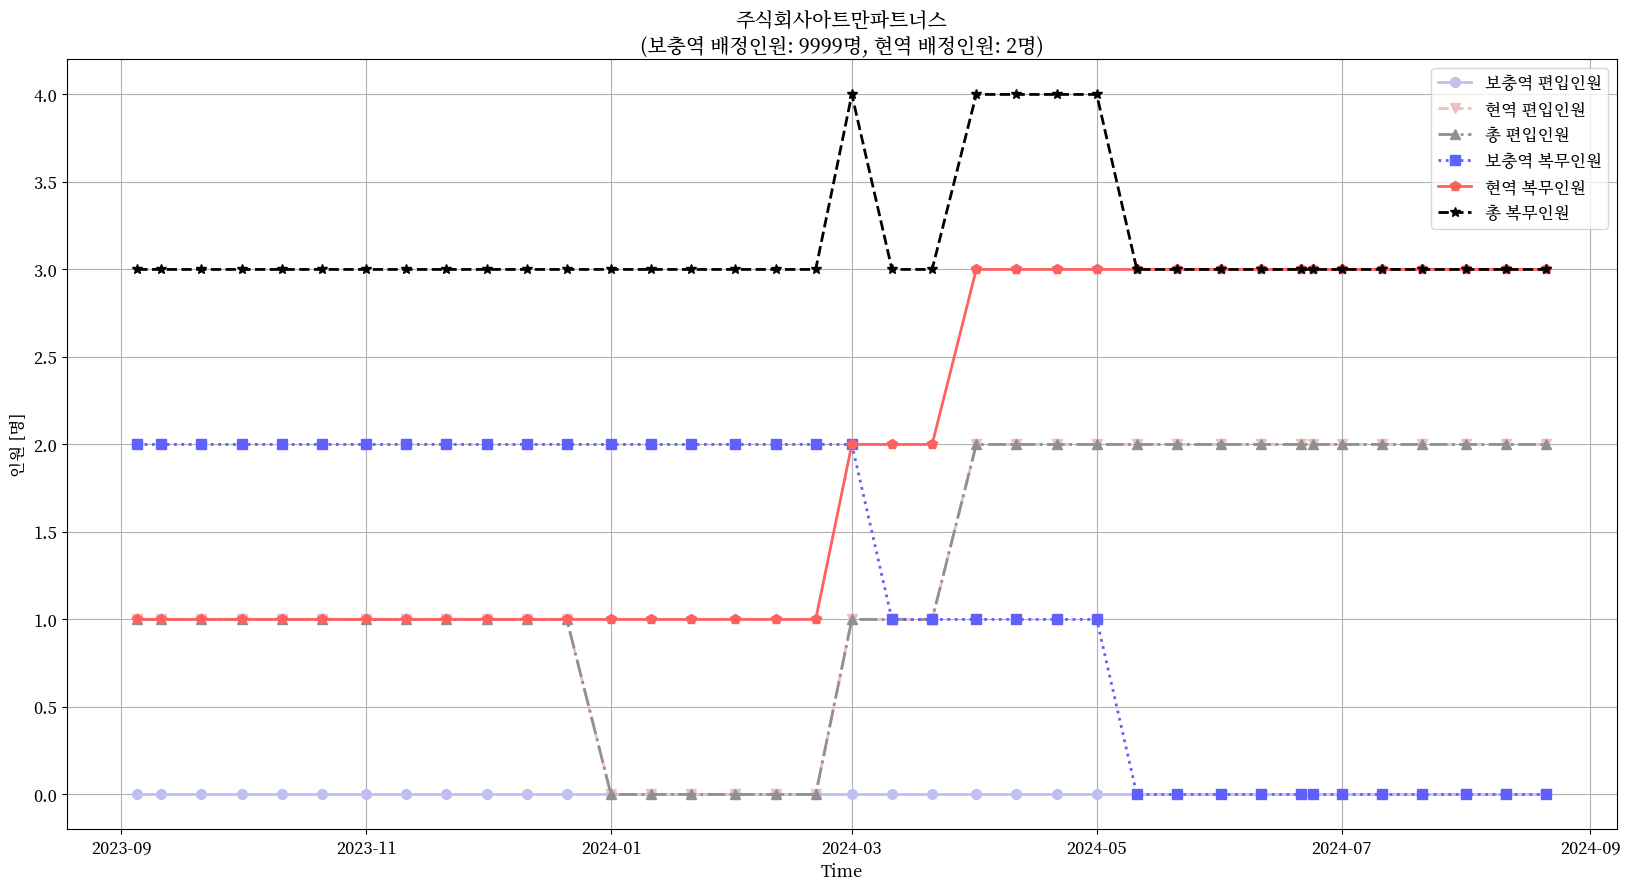 주식회사아트만파트너스
(보충역 배정인원: 9999명, 현역 배정인원: 2명)
보충역 편입인원
현역 편입인원
총 편입인원
보충역 복무인원
현역 복무인원
총 복무인원
인원 [명]
4.0
3.5
3.0
2.5
2.0
1.5
1.0
0.5
0.0
2023-09 2023-11 2024-01 2024-03 2024-05 2024-07 2024-09
Time